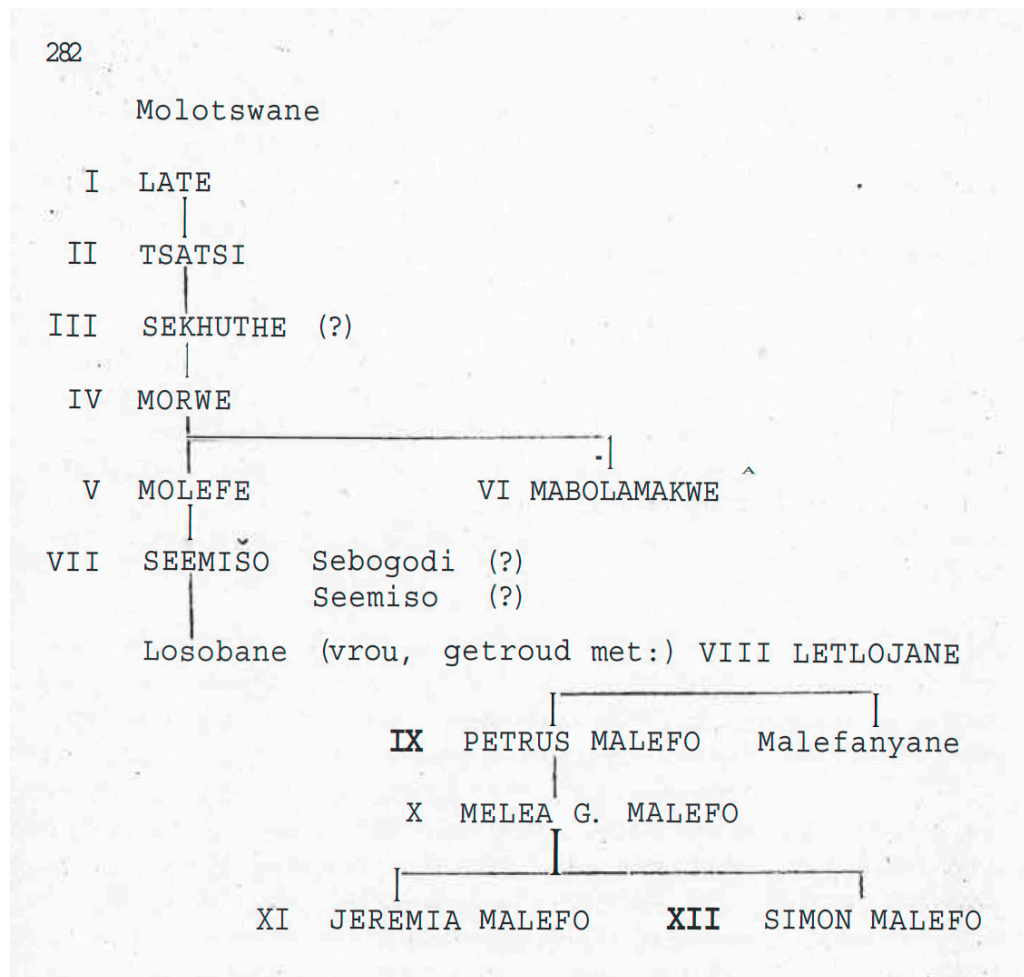 282
Molotswane
I LATE
II TSATSI
III SEKHUTHE (?)
IV MORWE
V MOLEFE VI MABOLAMAKWE
VII SEEMIŠO Sebogodi (?)
Seemiso (?)
Losobane (vrou, getroud met:) VIII LETLOJANE
IX PETRUS MALEFO Malefanyane
X MELEA G. MALEFO
XI JEREMIA MALEFO XII SIMON MALEFO